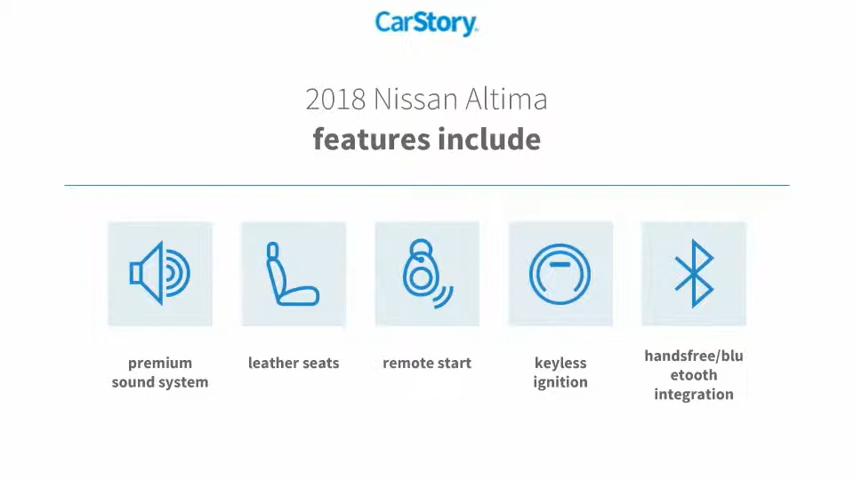 CarStory
2018 Nissan Altima
features include
premium
sound system
leather seats
remote start
keyless
ignition
handsfree/blu
etooth
integration